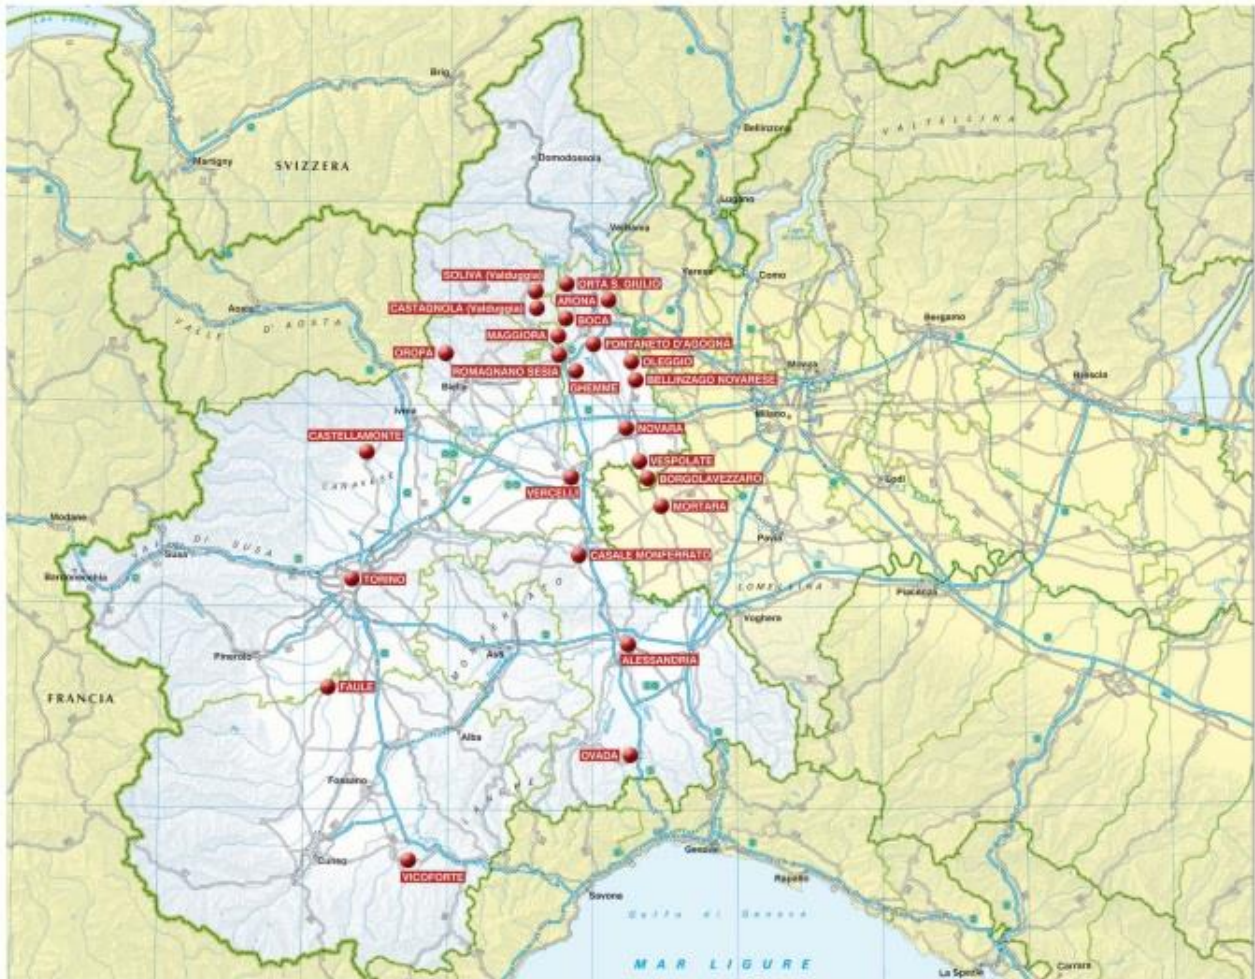 Brig
Bellinzona
VALTELLINA
Martigny
SVIZZERA
Domodossola
Lugano
Verbania
SOLIVA (Valduggia)
ORTA S. GIULIO
Varese
Como
ARONA
CASTAGNOLA (Valduggia)
Aosta
BOCA
VALLE D'AOSTA
Bergamo
MAGGIORA
FONTANETO D'AGOGNA
OROPA
OLEGGIO
Monza
ROMAGNANO SESIA
Brescia
BELLINZAGO NOVARESE
Biella
GHEMME
Ivrea
Milano
NOVARA
CASTELLAMONTE
VESPOLATE
CANAVESE
BORGOLAVEZZARO
Lodi
VERCELLI
MORTARA
Modane
Pavia
VAL DI SUSA
Susa
CASALE MONFERRATO
Bardonecchia
TORINO
LOMELLINA
Piacenza
MONFERRATO
Voghera
Pinerolo
Asti
ALESSANDRIA
FAULE
FRANCIA
Alba
OVADA
Fossano
LANGHE
Genova
Cuneo
VICOFORTE
Rapallo
Savona
Golfo di Genova
MAR LIGURE
La Spezia
Carrara